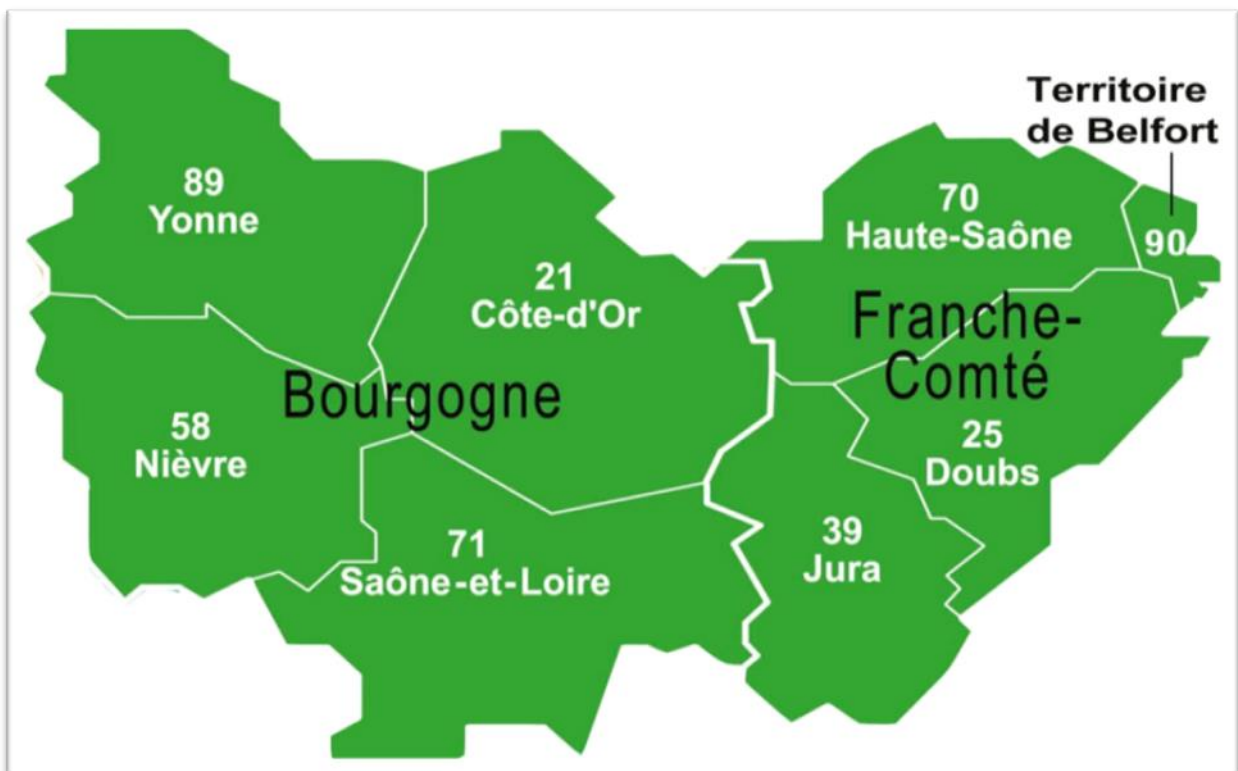 Territoire
de Belfort
89
Yonne
70
Haute-Saône
90
21
Côte-d'Or
Franche-
Comté
Bourgogne
58
Nièvre
25
Doubs
71
Saône-et-Loire
39
Jura